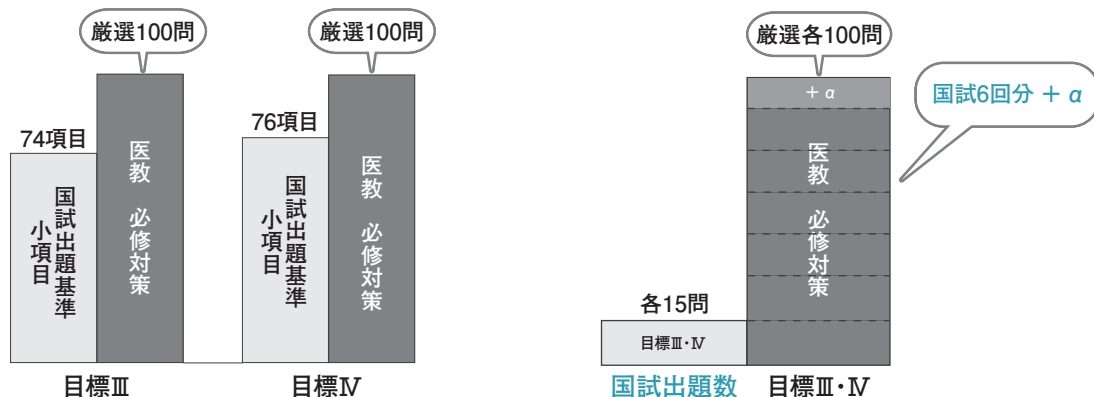 厳選100問
厳選100問
74項目
76項目
国試出題基準
小項目
医教 必修対策
国試出題基準
小項目
医教 必修対策
目標Ⅲ
目標Ⅳ
厳選各100問
+ α
国試6回分 + α
医教 必修対策
各15問
目標Ⅲ・Ⅳ
国試出題数
目標Ⅲ・Ⅳ